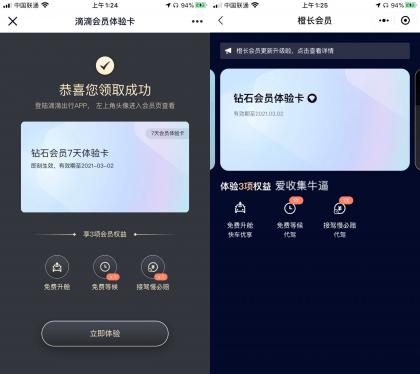 中国联通
上午1:24
94%
滴滴会员体验卡
恭喜您领取成功
登陆滴滴出行APP，左上角头像进入会员页查看
7天会员体验卡
钻石会员7天体验卡
即刻生效，有效期至2021-03-02
享3项会员权益
免费升舱
免费等候
接驾慢必赔
立即体验
中国联通
上午1:25
94%
橙长会员
橙长会员更新升级啦，点击查看详情
钻石会员体验卡
有效期至2021.03.02
体验3项权益 爱收集牛逼
免费升舱
快车优享
免费等候
代驾
接驾慢必赔
代驾